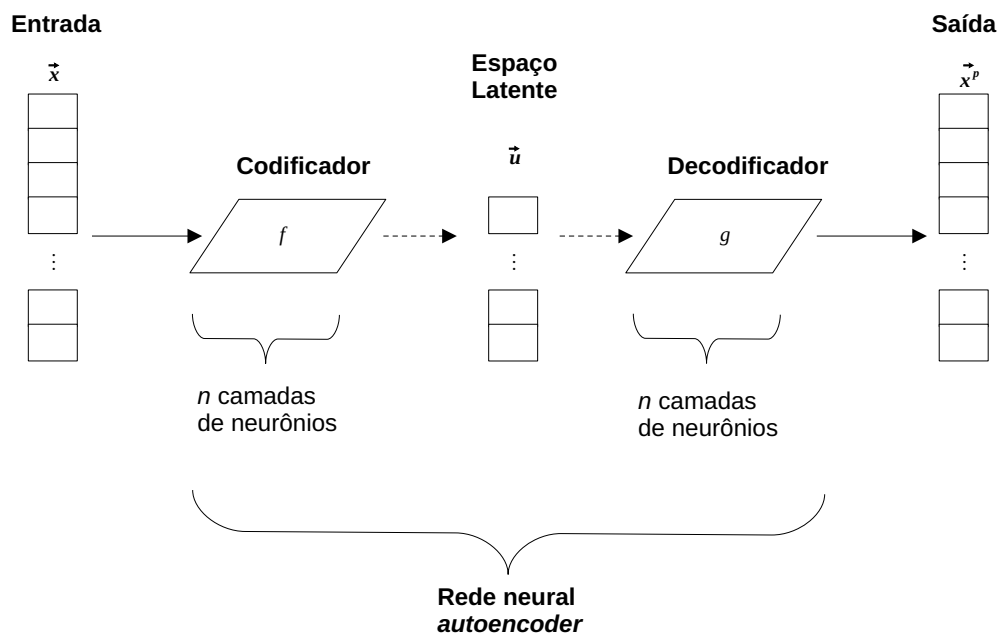 Entrada
Saída
x⃗
Espaço
Latente
x⃗ᵖ
Codificador
u⃗
Decodificador
f
g
⋮
⋮
⋮
n camadas
de neurônios
n camadas
de neurônios
Rede neural
autoencoder